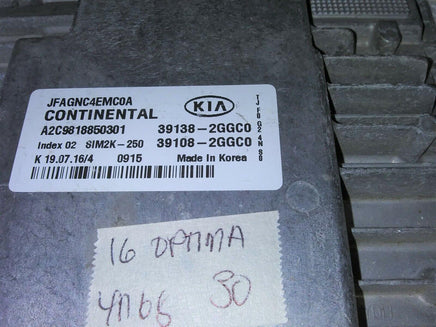 JFAGNC4EMC0A
CONTINENTAL
KIA
A2C9818850301 39138-2GGC0
Index 02 SIM2K-250 39108-2GGC0
K 19.07.16/4 0915 Made in Korea
16 OPTIMA